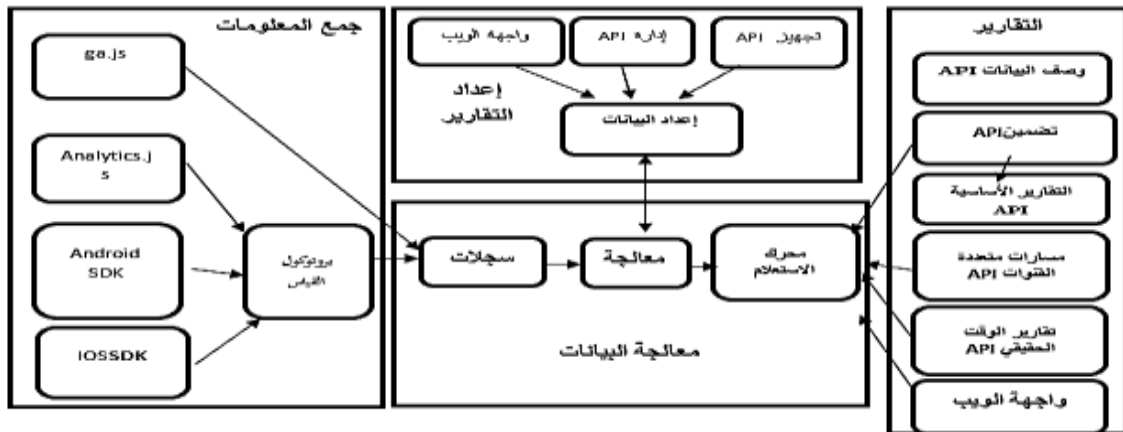 جمع المعلومات
ga.js
Analytics.j
s
Android
SDK
IOSSDK
بروتوكول
القياس
واجهة الويب
إدارة API
تجهيز API
إعداد
التقارير
إعداد البيانات
سجلات
معالجة
محرك
الاستعلام
معالجة البيانات
التقارير
وصف البيانات API
تضمينAPI
التقارير الأساسية
API
مسارات متعددة
القنوات API
تقارير الوقت
الحقيقي API
واجهة الويب